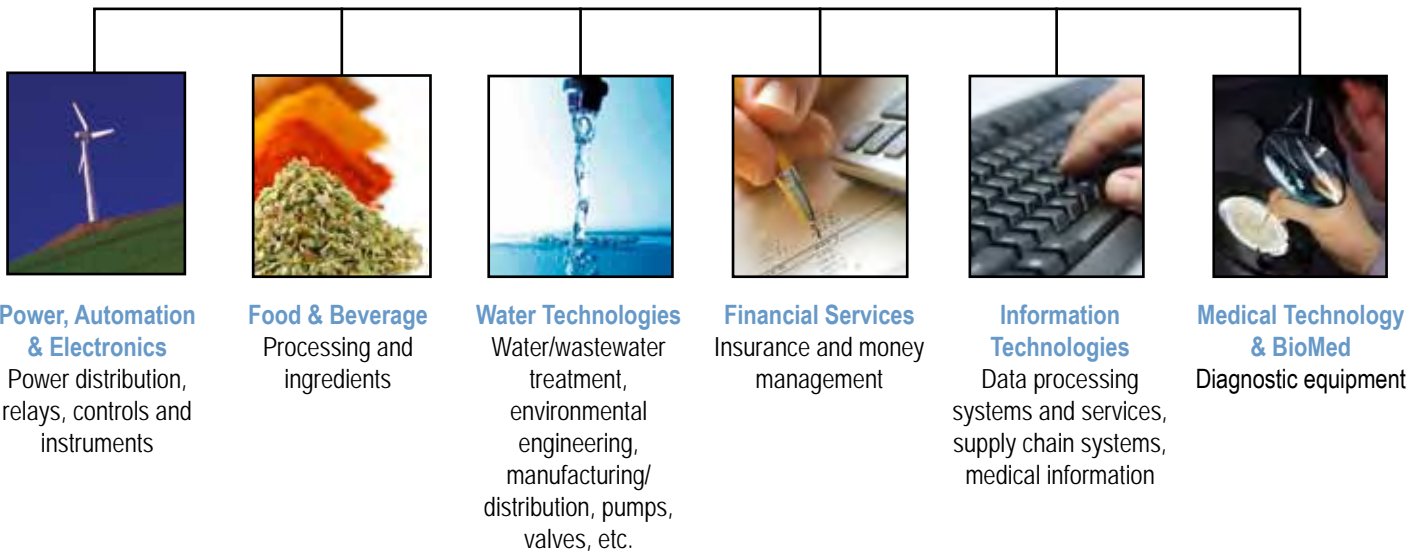 Power, Automation
& Electronics
Power distribution,
relays, controls and
instruments
Food & Beverage
Processing and
ingredients
Water Technologies
Water/wastewater
treatment,
environmental
engineering,
manufacturing/
distribution, pumps,
valves, etc.
Financial Services
Insurance and money
management
Information
Technologies
Data processing
systems and services,
supply chain systems,
medical information
Medical Technology
& BioMed
Diagnostic equipment